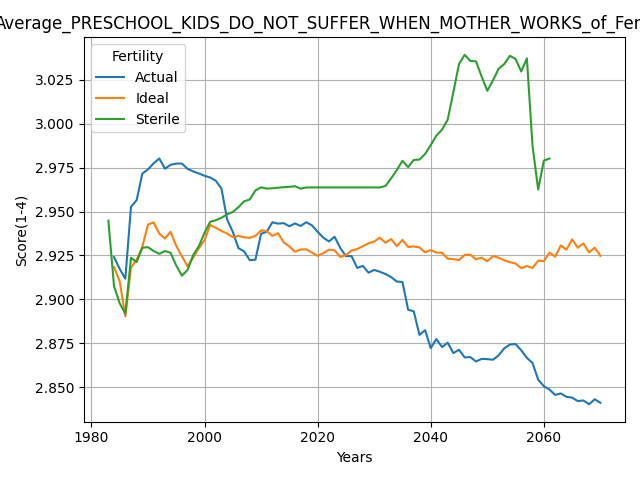 Average_PRESCHOOL_KIDS_DO_NOT_SUFFER_WHEN_MOTHER_WORKS_of_Fer
Fertility
Actual
Ideal
Sterile
Score(1-4)
3.025
3.000
2.975
2.950
2.925
2.900
2.875
2.850
1980 2000 2020 2040 2060
Years